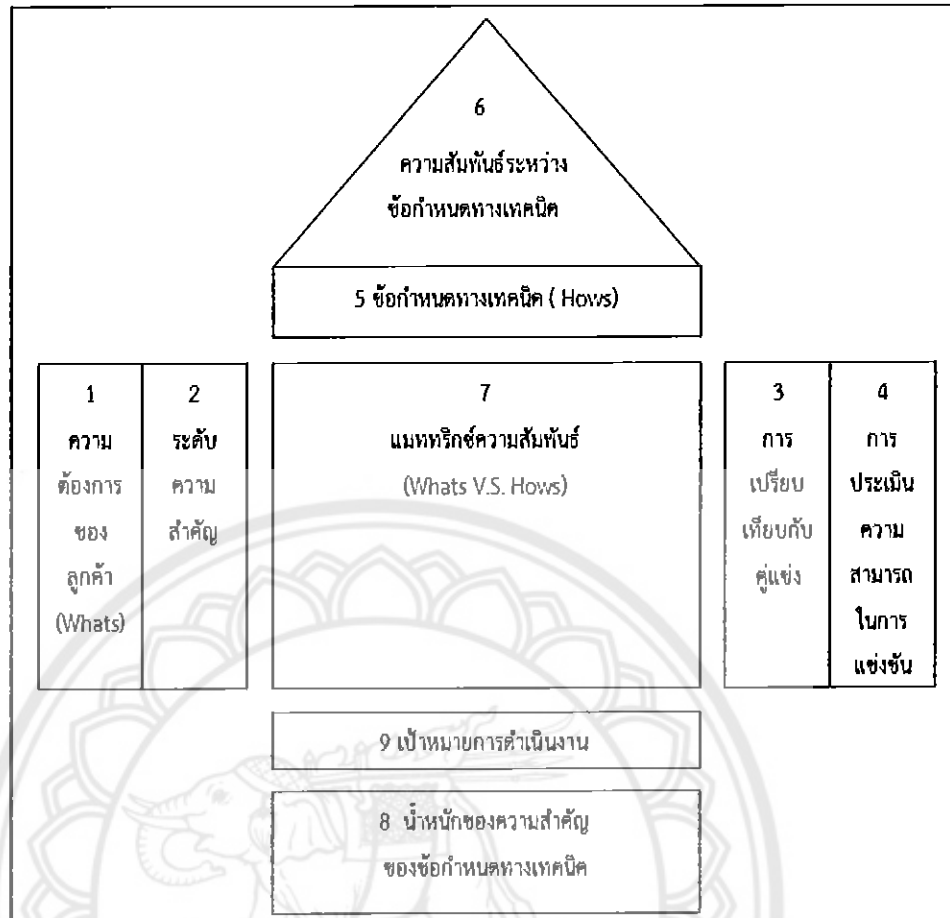 6
ความสัมพันธ์ระหว่าง
ข้อกำหนดทางเทคนิค
5 ข้อกำหนดทางเทคนิค ( Hows)
1
ความ
ต้องการ
ของ
ลูกค้า
(Whats)
2
ระดับ
ความ
สำคัญ
7
แมททริกซ์ความสัมพันธ์
(Whats V.S. Hows)
3
การ
เปรียบ
เทียบกับ
คู่แข่ง
4
การ
ประเมิน
ความ
สามารถ
ในการ
แข่งขัน
9 เป้าหมายการดำเนินงาน
8 น้ำหนักของความสำคัญ
ของข้อกำหนดทางเทคนิค